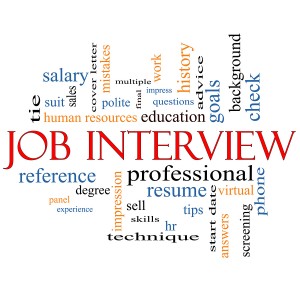 salary
tie
suit
sales
cover letter
mistakes
multiple
polite
final
impress
work
questions
history
advice
goals
background
check
human resources
education
JOB INTERVIEW
reference
professional
degree
panel
experience
impression
resume
virtual
phone
sell
tips
skills
hr
technique
start date
answers
screening